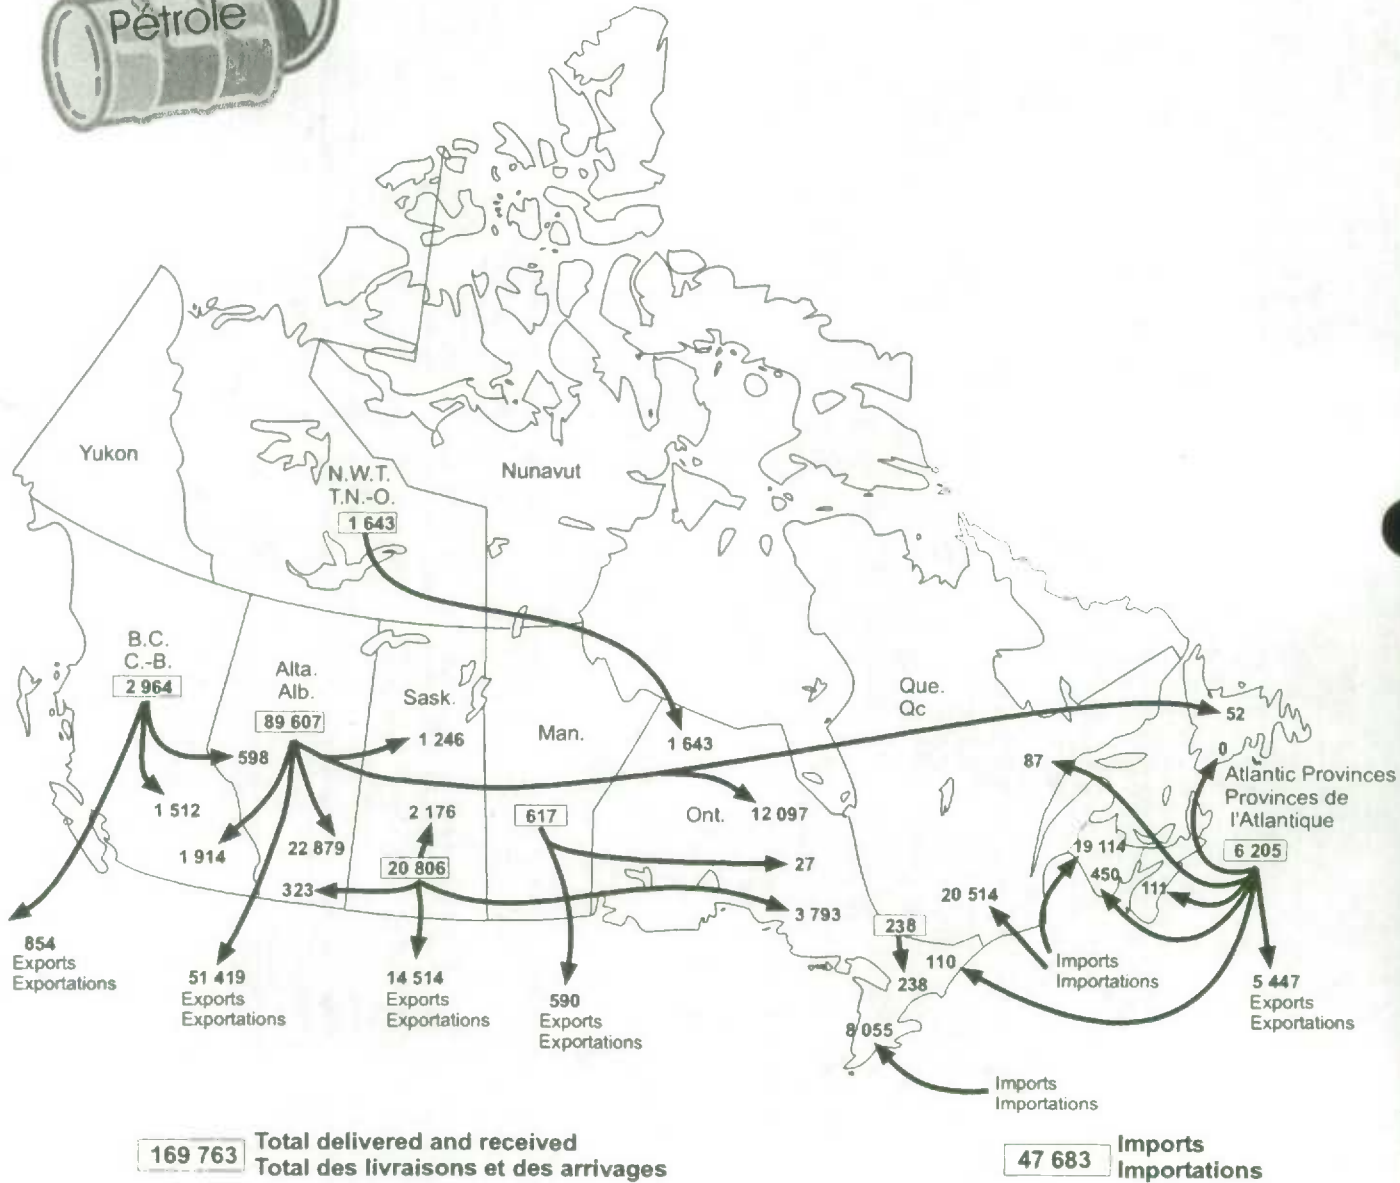 Pétrole
Yukon
N.W.T.
T.N.-O.
1 643
Nunavut
B.C.
C.-B.
2 964
Alta.
Alb.
89 607
Sask.
1 246
Man.
1 643
Que.
Qc
52
0
598
87
Atlantic Provinces
Provinces de
l'Atlantique
6 205
1 512
2 176
617
Ont.
12 097
1 914
22 879
20 806
27
19 114
450
111
323
3 793
20 514
238
854
Exports
Exportations
51 419
Exports
Exportations
14 514
Exports
Exportations
590
Exports
Exportations
110
238
Imports
Importations
5 447
Exports
Exportations
8 055
Imports
Importations
169 763
Total delivered and received
Total des livraisons et des arrivages
47 683
Imports
Importations